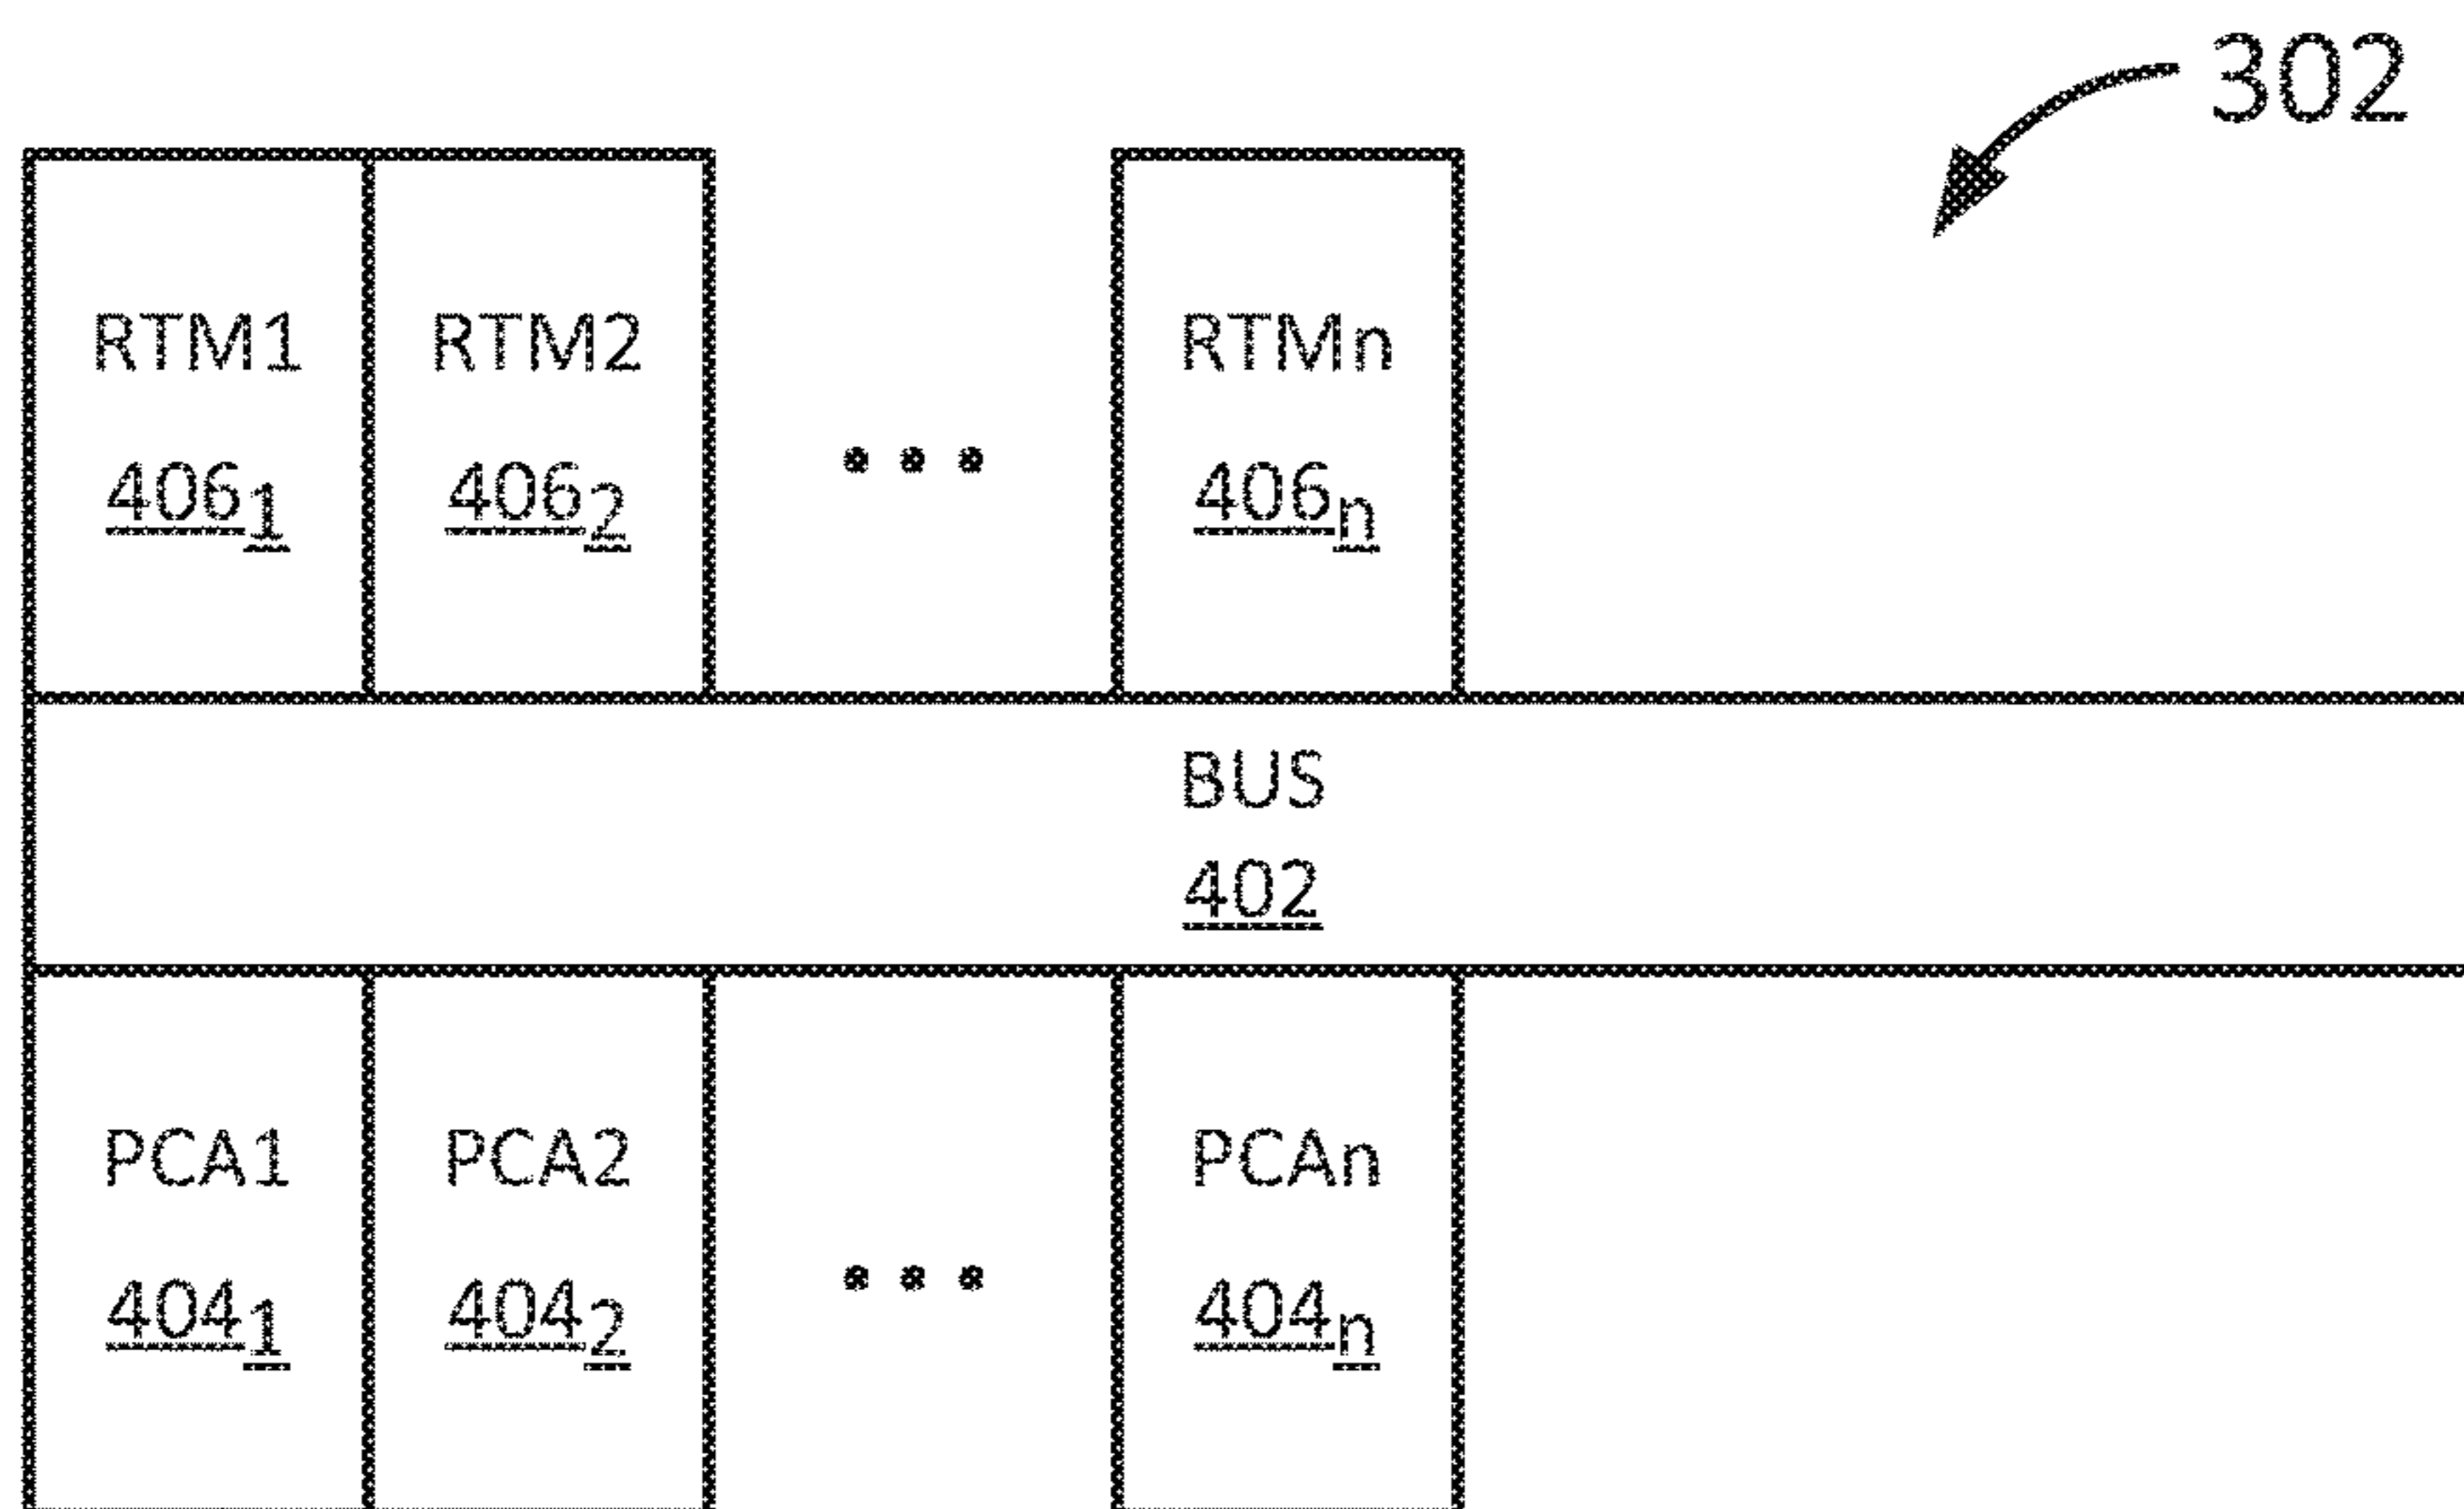 302
RTM1 RTM2 RTMn
406₁ 406₂ ••• 406ₙ
BUS
402
PCA1 PCA2 PCAn
404₁ 404₂ ••• 404ₙ